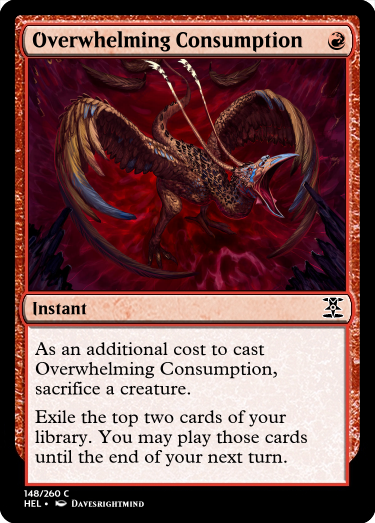 Overwhelming Consumption
Instant
As an additional cost to cast
Overwhelming Consumption,
sacrifice a creature.
Exile the top two cards of your
library. You may play those cards
until the end of your next turn.
148/260 C
HEL • Davesrightmind